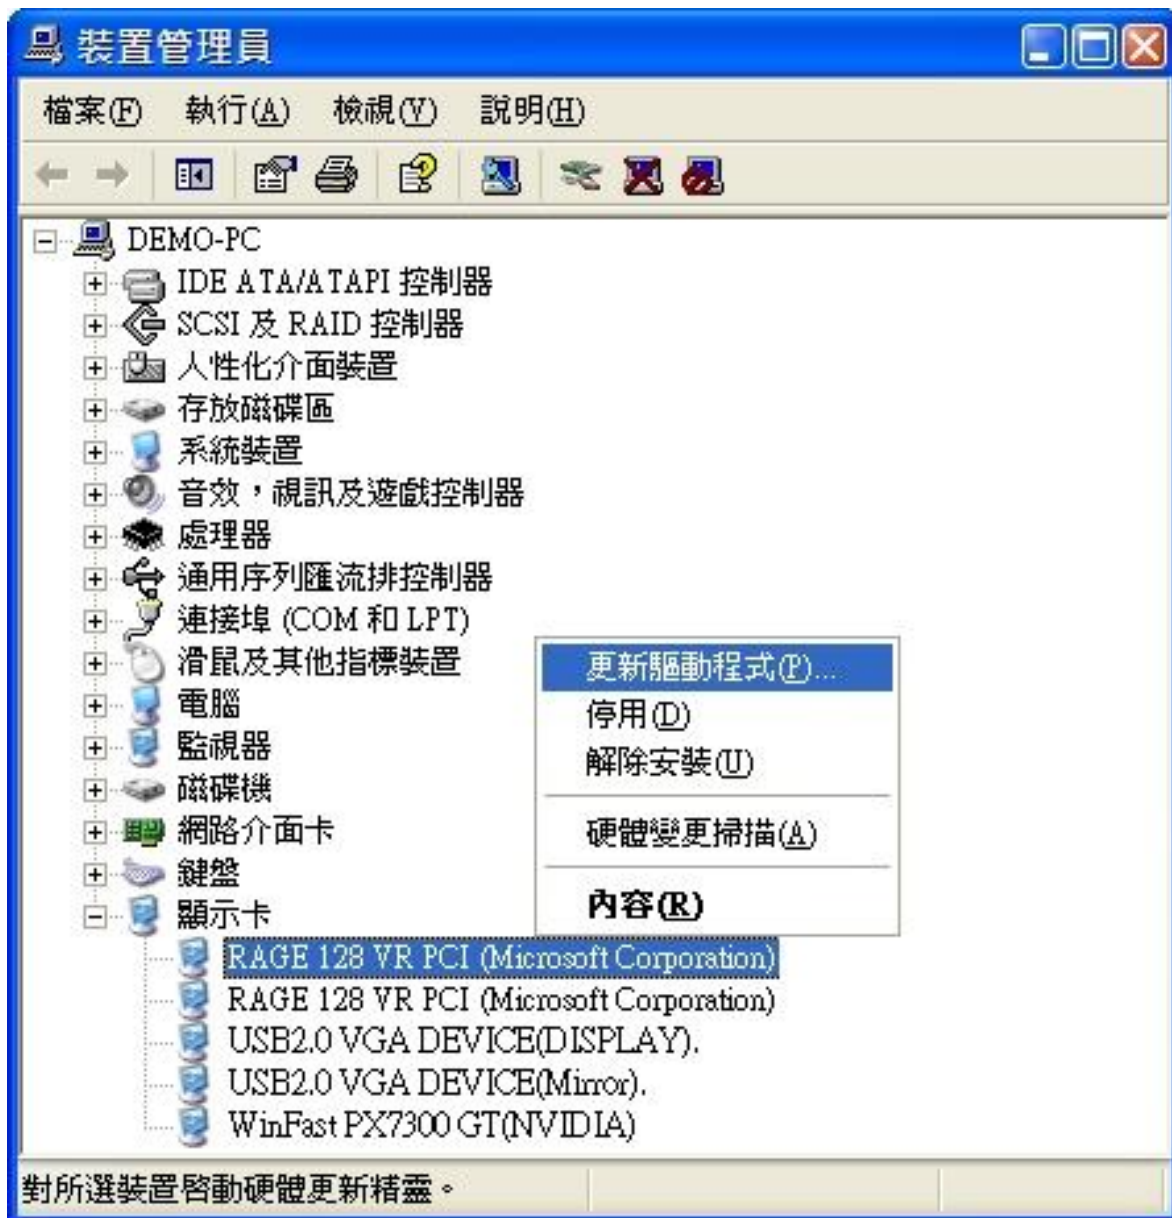 裝置管理員
檔案(F) 執行(A) 檢視(V) 說明(H)
DEMO-PC
IDE ATA/ATAPI 控制器
SCSI 及 RAID 控制器
人性化介面裝置
存放磁碟區
系統裝置
音效，視訊及遊戲控制器
處理器
通用序列匯流排控制器
連接埠 (COM 和 LPT)
滑鼠及其他指標裝置
電腦
監視器
磁碟機
網路介面卡
鍵盤
顯示卡
RAGE 128 VR PCI (Microsoft Corporation)
RAGE 128 VR PCI (Microsoft Corporation)
USB2.0 VGA DEVICE(DISPLAY).
USB2.0 VGA DEVICE(Mirror).
WinFast PX7300 GT(NVIDIA)
更新驅動程式(P)...
停用(D)
解除安裝(U)
硬體變更掃描(A)
內容(R)
對所選裝置啓動硬體更新精靈。